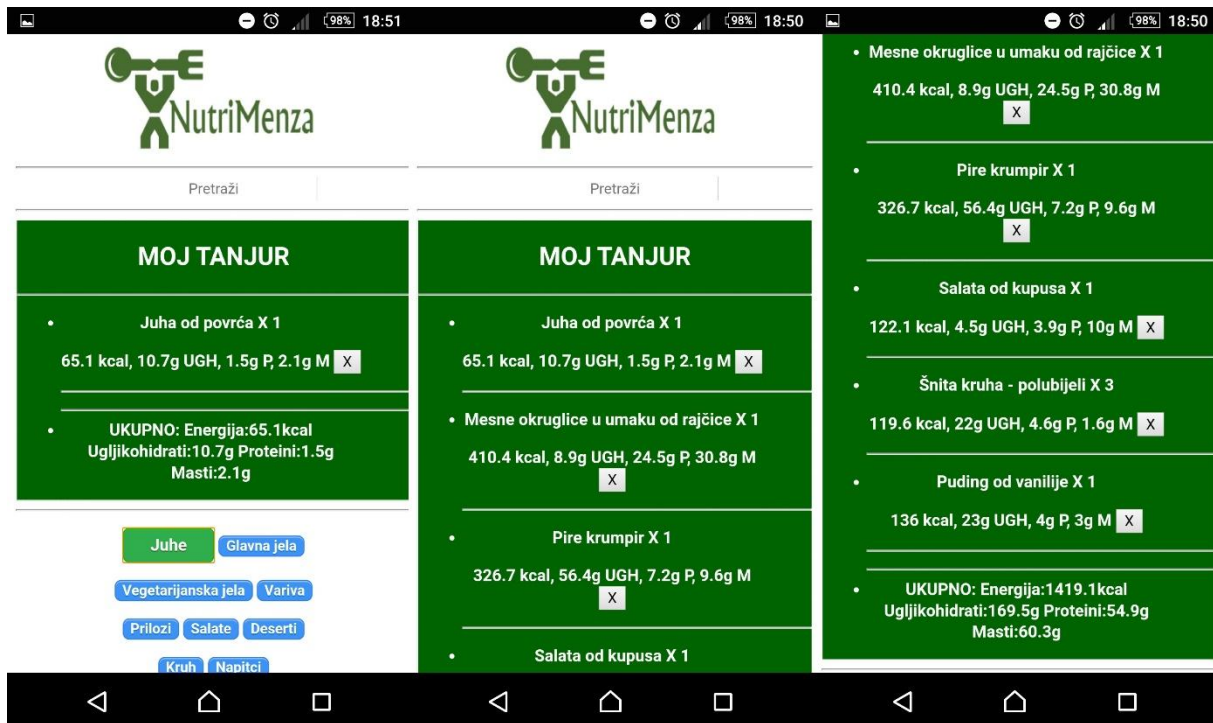 98% 18:51
NutriMenza
Pretraži
MOJ TANJUR
• Juha od povrća X 1
65.1 kcal, 10.7g UGH, 1.5g P, 2.1g M X
• UKUPNO: Energija:65.1kcal
Ugljikohidrati:10.7g Proteini:1.5g
Masti:2.1g
Juhe Glavna jela
Vegetarijanska jela Variva
Prilozi Salate Deserti
Kruh Napitci
98% 18:50
NutriMenza
Pretraži
MOJ TANJUR
• Juha od povrća X 1
65.1 kcal, 10.7g UGH, 1.5g P, 2.1g M X
• Mesne okruglice u umaku od rajčice X 1
410.4 kcal, 8.9g UGH, 24.5g P, 30.8g M
X
• Pire krumpir X 1
326.7 kcal, 56.4g UGH, 7.2g P, 9.6g M
X
• Salata od kupusa X 1
98% 18:50
• Mesne okruglice u umaku od rajčice X 1
410.4 kcal, 8.9g UGH, 24.5g P, 30.8g M
X
• Pire krumpir X 1
326.7 kcal, 56.4g UGH, 7.2g P, 9.6g M
X
• Salata od kupusa X 1
122.1 kcal, 4.5g UGH, 3.9g P, 10g M X
• Šnita kruha - polubijeli X 3
119.6 kcal, 22g UGH, 4.6g P, 1.6g M X
• Puding od vanilije X 1
136 kcal, 23g UGH, 4g P, 3g M X
• UKUPNO: Energija:1419.1kcal
Ugljikohidrati:169.5g Proteini:54.9g
Masti:60.3g